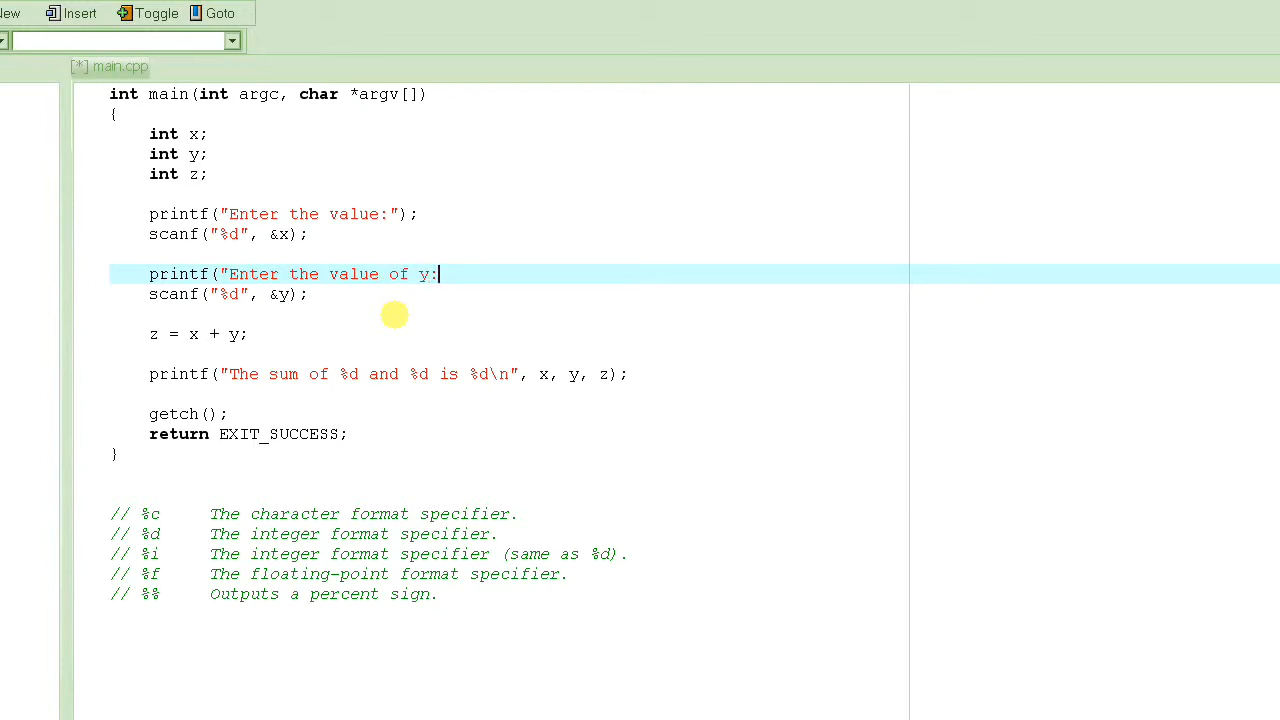 New Insert Toggle Goto
[*] main.cpp
int main(int argc, char *argv[])
{
int x;
int y;
int z;
printf("Enter the value:");
scanf("%d", &x);
printf("Enter the value of y:
scanf("%d", &y);
z = x + y;
printf("The sum of %d and %d is %d\n", x, y, z);
getch();
return EXIT_SUCCESS;
}
// %c The character format specifier.
// %d The integer format specifier.
// %i The integer format specifier (same as %d).
// %f The floating-point format specifier.
// %% Outputs a percent sign.